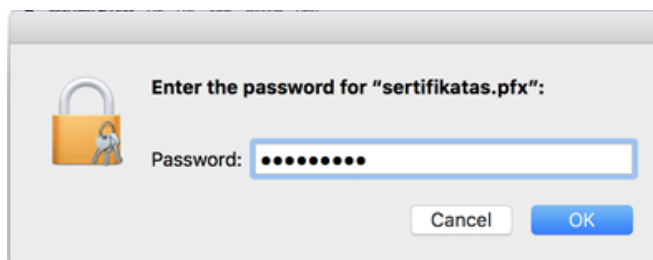 Enter the password for “sertifikatas.pfx”:
Password: •••••••••
Cancel OK